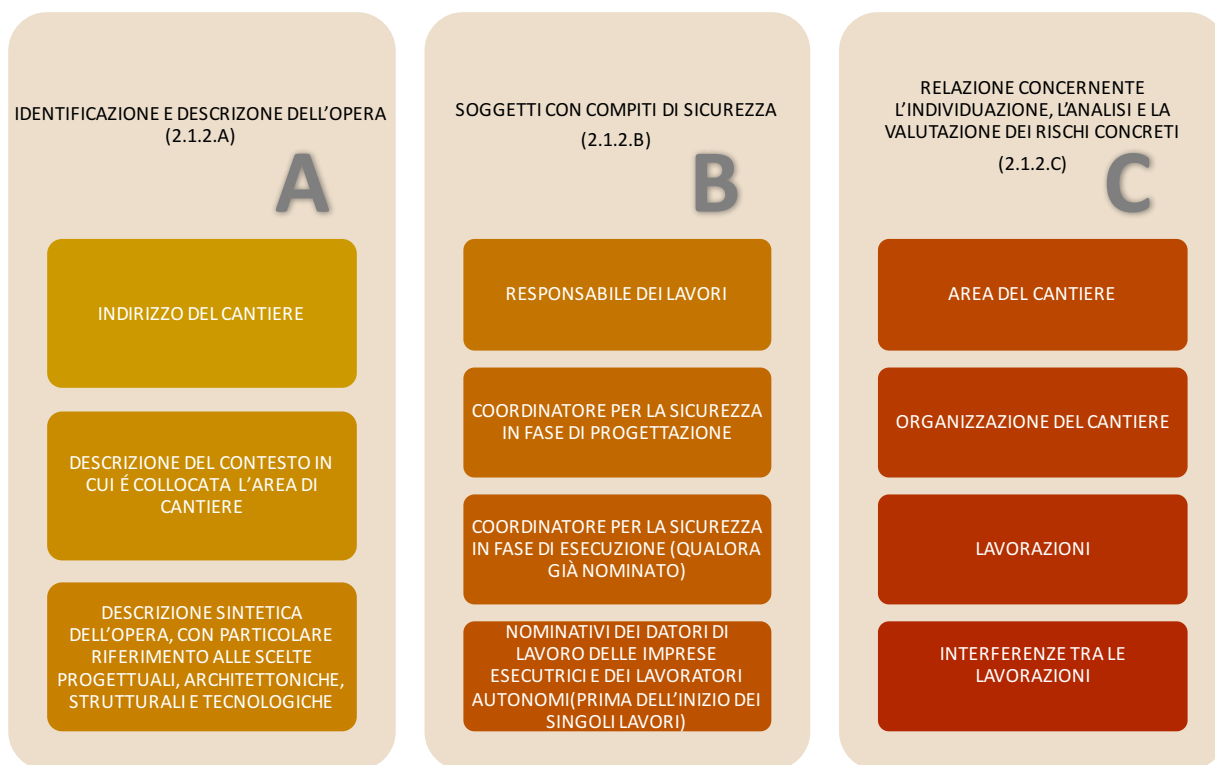 IDENTIFICAZIONE E DESCRIZONE DELL'OPERA
(2.1.2.A)
A
INDIRIZZO DEL CANTIERE
DESCRIZIONE DEL CONTESTO IN
CUI É COLLOCATA L'AREA DI
CANTIERE
DESCRIZIONE SINTETICA
DELL'OPERA, CON PARTICOLARE
RIFERIMENTO ALLE SCELTE
PROGETTUALI, ARCHITETTONICHE,
STRUTTURALI E TECNOLOGICHE
SOGGETTI CON COMPITI DI SICUREZZA
(2.1.2.B)
B
RESPONSABILE DEI LAVORI
COORDINATORE PER LA SICUREZZA
IN FASE DI PROGETTAZIONE
COORDINATORE PER LA SICUREZZA
IN FASE DI ESECUZIONE (QUALORA
GIÀ NOMINATO)
NOMINATIVI DEI DATORI DI
LAVORO DELLE IMPRESE
ESECUTRICI E DEI LAVORATORI
AUTONOMI(PRIMA DELL'INIZIO DEI
SINGOLI LAVORI)
RELAZIONE CONCERNENTE
L'INDIVIDUAZIONE, L'ANALISI E LA
VALUTAZIONE DEI RISCHI CONCRETI
(2.1.2.C)
C
AREA DEL CANTIERE
ORGANIZZAZIONE DEL CANTIERE
LAVORAZIONI
INTERFERENZE TRA LE
LAVORAZIONI